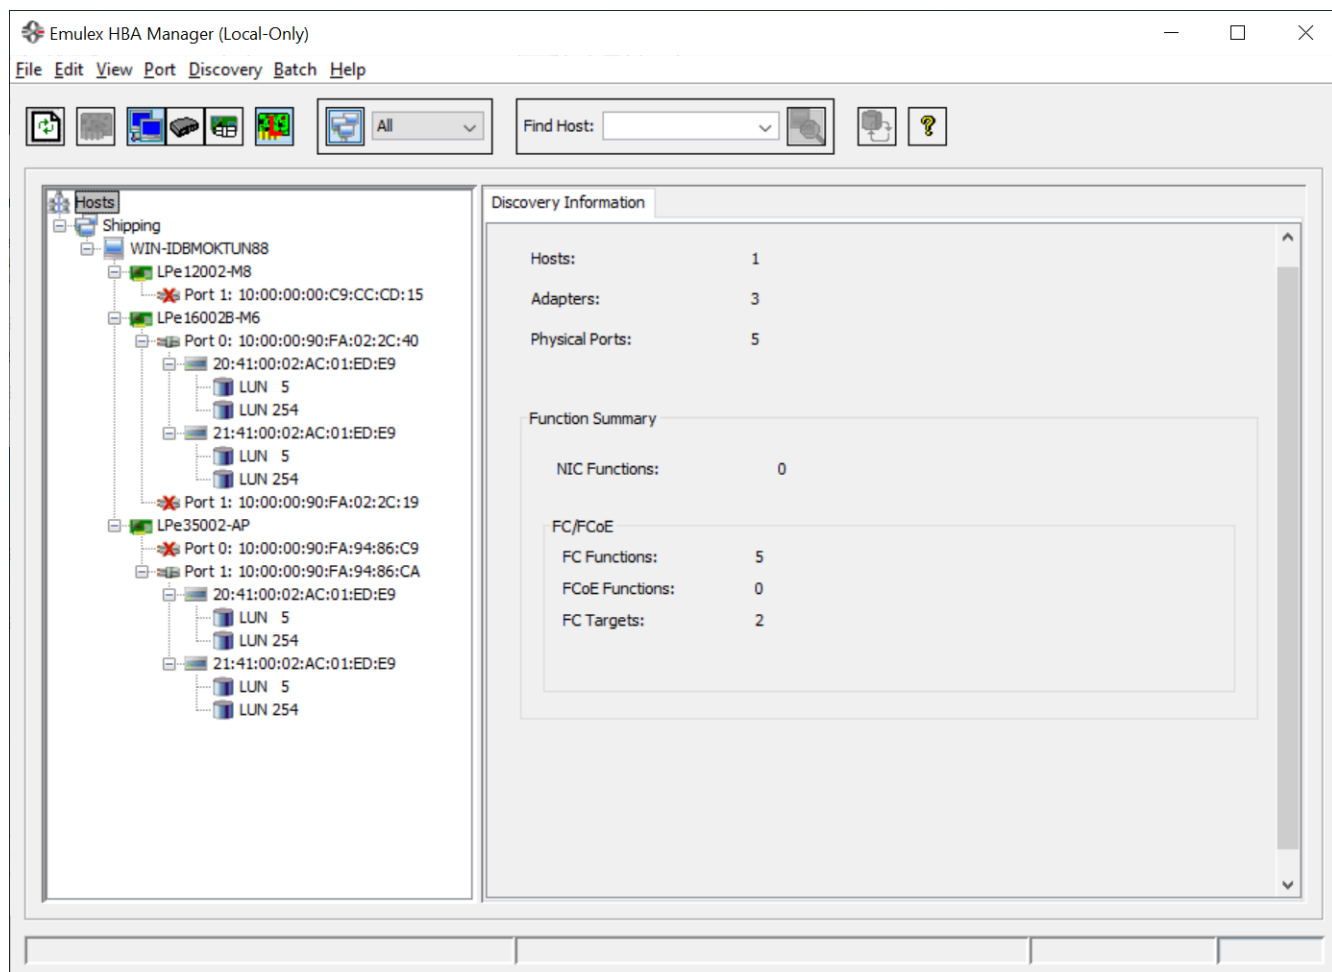 Emulex HBA Manager (Local-Only)
File Edit View Port Discovery Batch Help
All
Find Host:
Hosts
Shipping
WIN-IDBMOKTUN88
LPe12002-M8
Port 1: 10:00:00:00:C9:CC:CD:15
LPe16002B-M6
Port 0: 10:00:00:90:FA:02:2C:40
20:41:00:02:AC:01:ED:E9
LUN 5
LUN 254
21:41:00:02:AC:01:ED:E9
LUN 5
LUN 254
Port 1: 10:00:00:90:FA:02:2C:19
LPe35002-AP
Port 0: 10:00:00:90:FA:94:86:C9
Port 1: 10:00:00:90:FA:94:86:CA
20:41:00:02:AC:01:ED:E9
LUN 5
LUN 254
21:41:00:02:AC:01:ED:E9
LUN 5
LUN 254
Discovery Information
Hosts: 1
Adapters: 3
Physical Ports: 5
Function Summary
NIC Functions: 0
FC/FCoE
FC Functions: 5
FCoE Functions: 0
FC Targets: 2